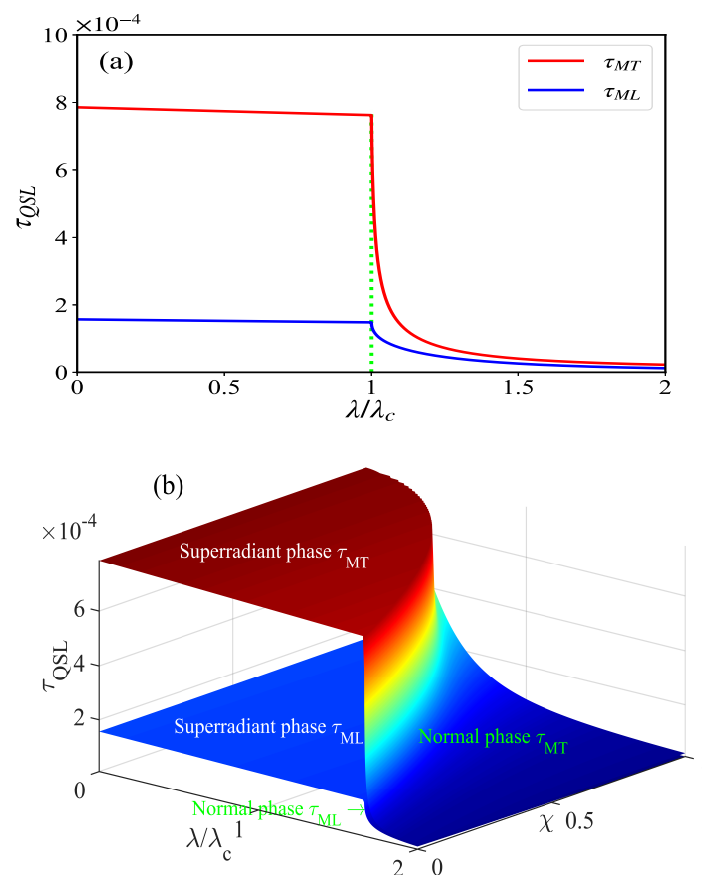 ×10⁻⁴
10
(a)
τ_MT
τ_ML
8
6
τ_QSL
4
2
0
0
0.5
1
1.5
2
λ/λ_c
(b)
×10⁻⁴
Superradiant phase τ_MT
6
4
τ_QSL
2
Superradiant phase τ_ML
Normal phase τ_MT
0
Normal phase τ_ML →
λ/λ_c
1
χ
0.5
2
0